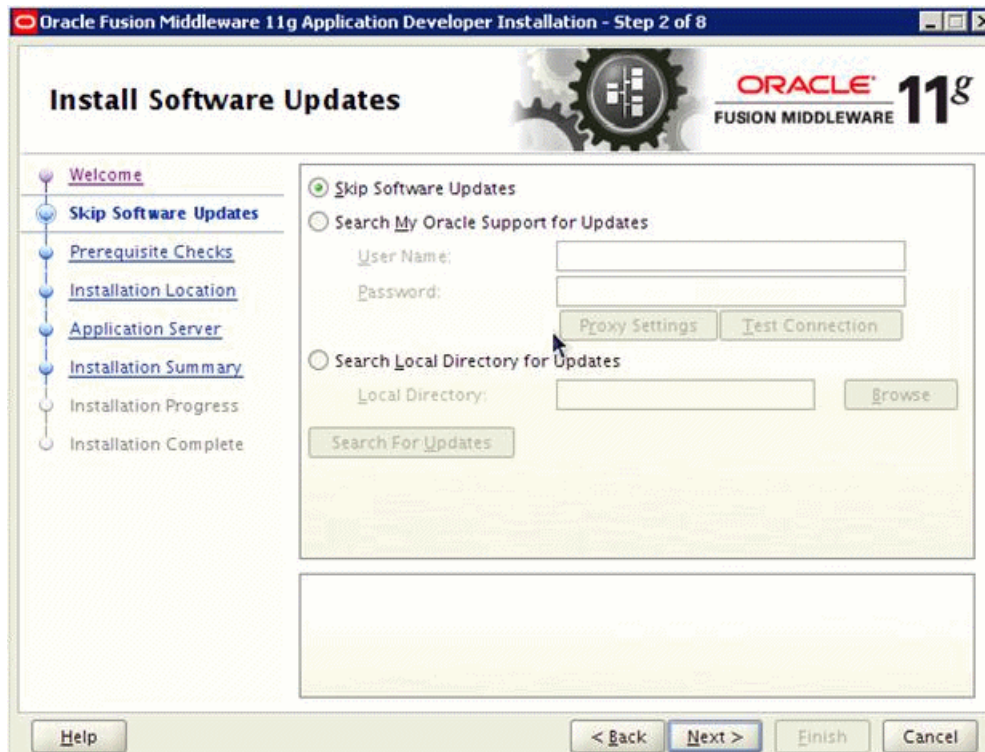 Oracle Fusion Middleware 11g Application Developer Installation - Step 2 of 8
Install Software Updates
ORACLE
FUSION MIDDLEWARE
11g
Welcome
Skip Software Updates
Prerequisite Checks
Installation Location
Application Server
Installation Summary
Installation Progress
Installation Complete
Skip Software Updates
Search My Oracle Support for Updates
User Name:
Password:
Proxy Settings
Test Connection
Search Local Directory for Updates
Local Directory:
Browse
Search For Updates
Help
< Back
Next >
Finish
Cancel